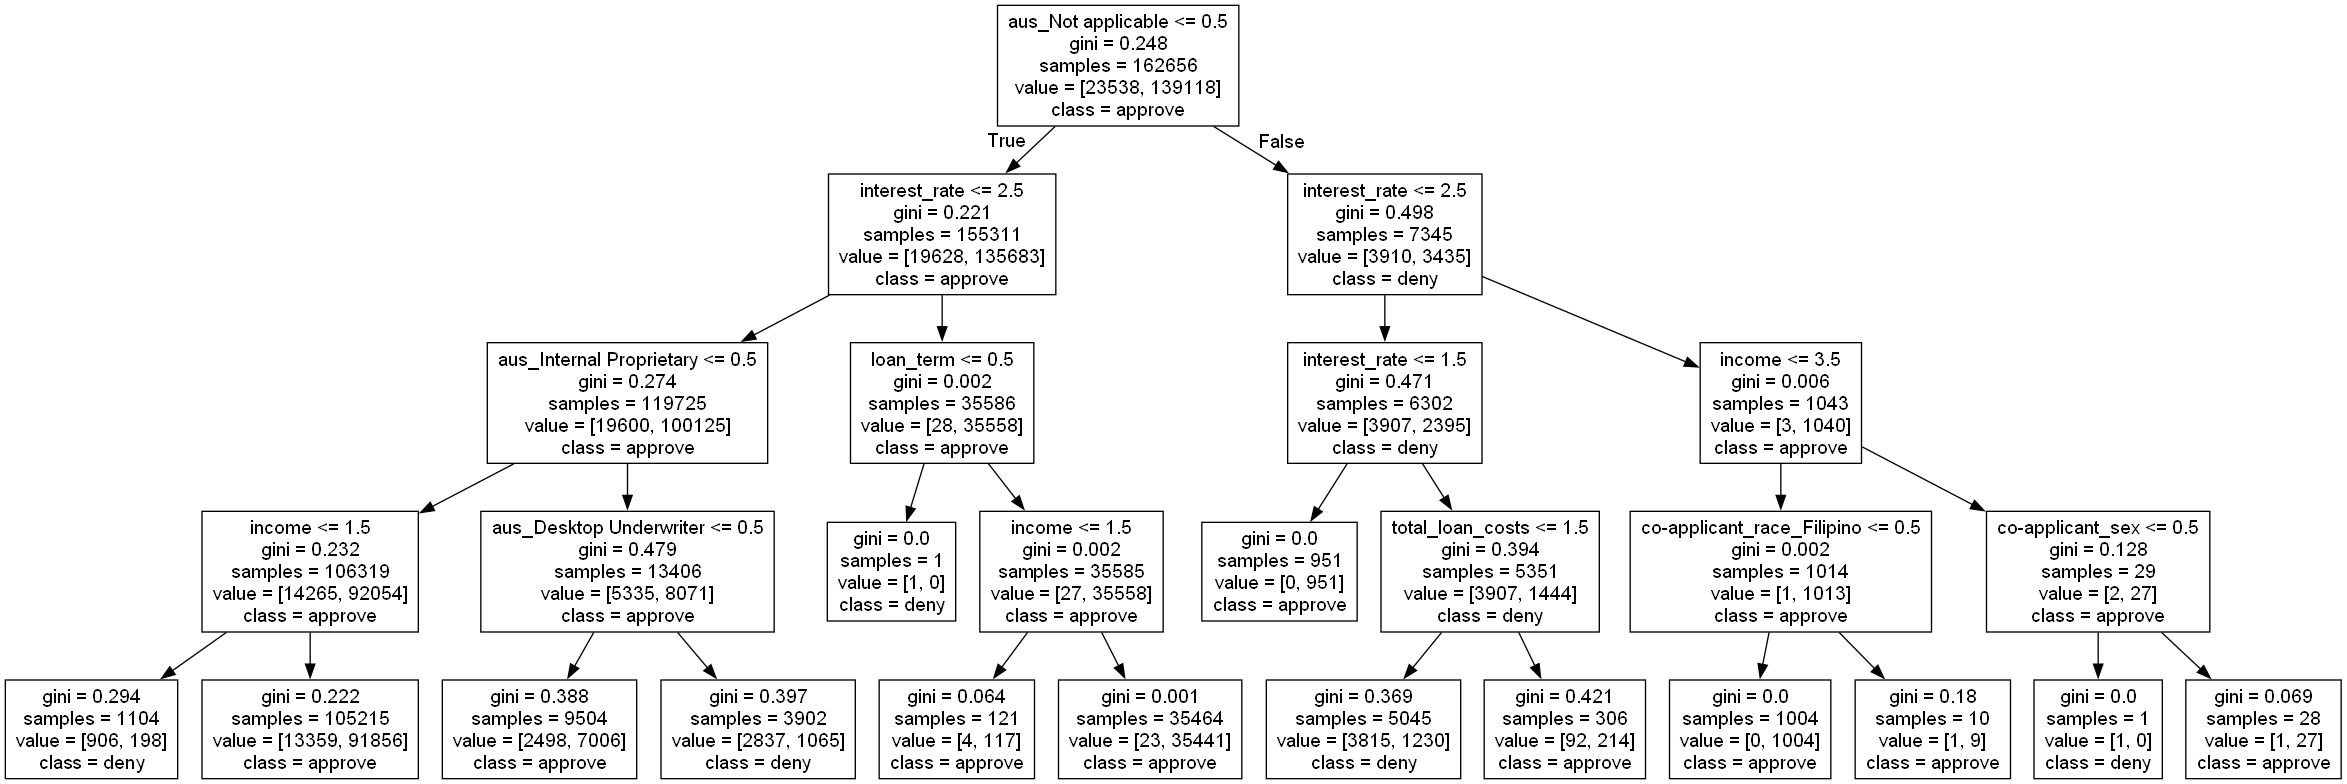 aus_Not applicable <= 0.5
gini = 0.248
samples = 162656
value = [23538, 139118]
class = approve
True
False
interest_rate <= 2.5
gini = 0.221
samples = 155311
value = [19628, 135683]
class = approve
interest_rate <= 2.5
gini = 0.498
samples = 7345
value = [3910, 3435]
class = deny
aus_Internal Proprietary <= 0.5
gini = 0.274
samples = 119725
value = [19600, 100125]
class = approve
loan_term <= 0.5
gini = 0.002
samples = 35586
value = [28, 35558]
class = approve
interest_rate <= 1.5
gini = 0.471
samples = 6302
value = [3907, 2395]
class = deny
income <= 3.5
gini = 0.006
samples = 1043
value = [3, 1040]
class = approve
income <= 1.5
gini = 0.232
samples = 106319
value = [14265, 92054]
class = approve
aus_Desktop Underwriter <= 0.5
gini = 0.479
samples = 13406
value = [5335, 8071]
class = approve
gini = 0.0
samples = 1
value = [1, 0]
class = deny
income <= 1.5
gini = 0.002
samples = 35585
value = [27, 35558]
class = approve
gini = 0.0
samples = 951
value = [0, 951]
class = approve
total_loan_costs <= 1.5
gini = 0.394
samples = 5351
value = [3907, 1444]
class = deny
co-applicant_race_Filipino <= 0.5
gini = 0.002
samples = 1014
value = [1, 1013]
class = approve
co-applicant_sex <= 0.5
gini = 0.128
samples = 29
value = [2, 27]
class = approve
gini = 0.294
samples = 1104
value = [906, 198]
class = deny
gini = 0.222
samples = 105215
value = [13359, 91856]
class = approve
gini = 0.388
samples = 9504
value = [2498, 7006]
class = approve
gini = 0.397
samples = 3902
value = [2837, 1065]
class = deny
gini = 0.064
samples = 121
value = [4, 117]
class = approve
gini = 0.001
samples = 35464
value = [23, 35441]
class = approve
gini = 0.369
samples = 5045
value = [3815, 1230]
class = deny
gini = 0.421
samples = 306
value = [92, 214]
class = approve
gini = 0.0
samples = 1004
value = [0, 1004]
class = approve
gini = 0.18
samples = 10
value = [1, 9]
class = approve
gini = 0.0
samples = 1
value = [1, 0]
class = deny
gini = 0.069
samples = 28
value = [1, 27]
class = approve